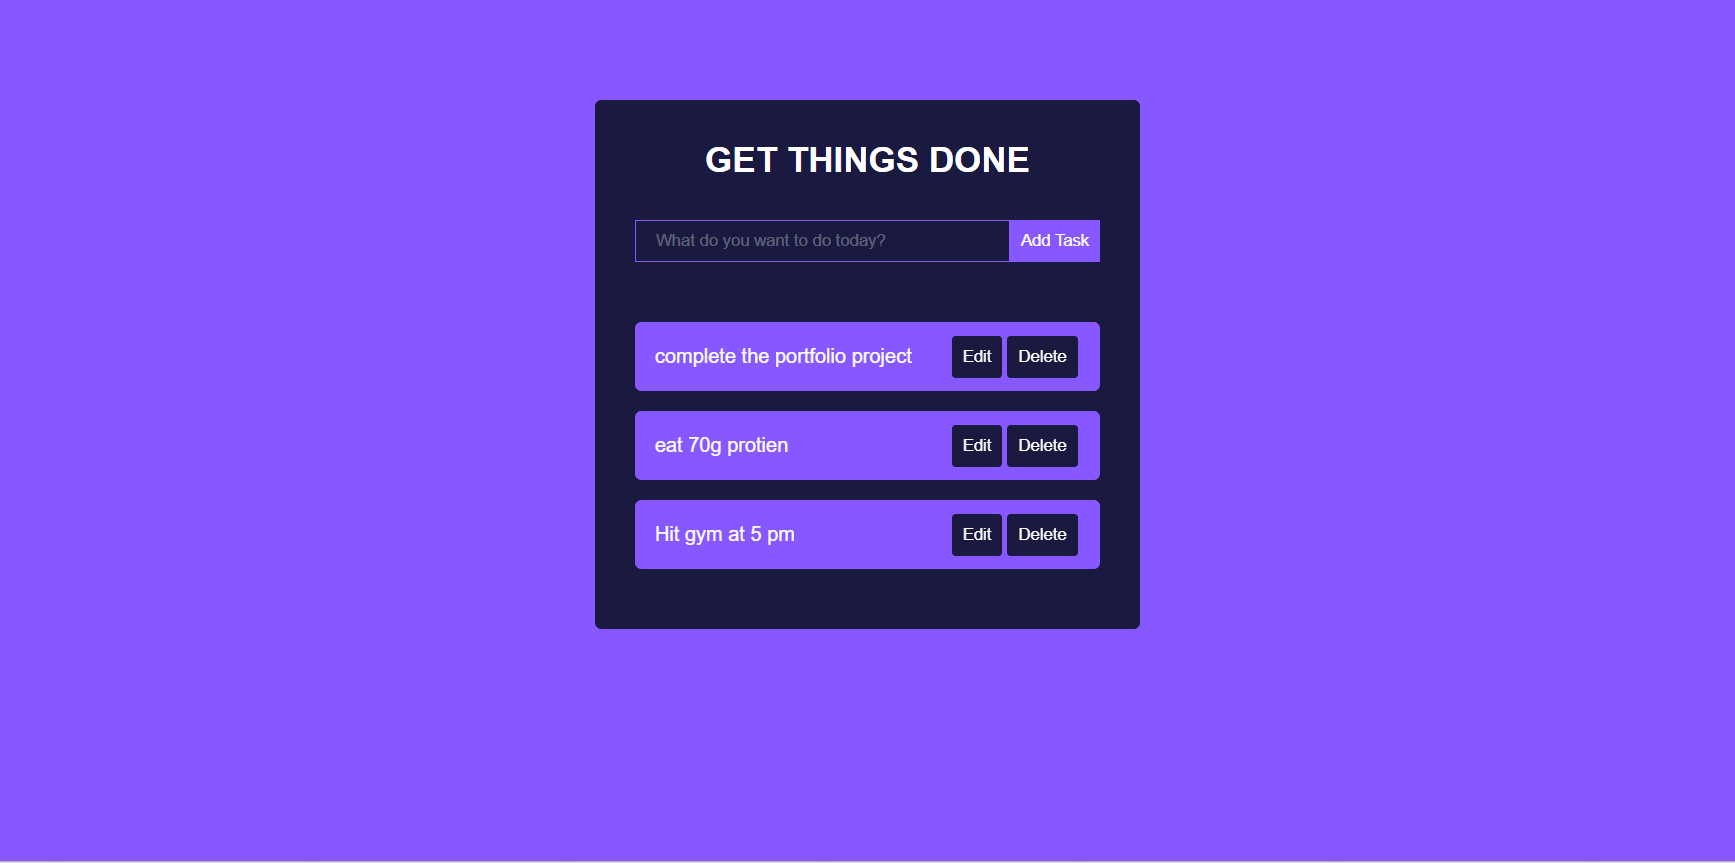 GET THINGS DONE
What do you want to do today? Add Task
complete the portfolio project Edit Delete
eat 70g protien Edit Delete
Hit gym at 5 pm Edit Delete